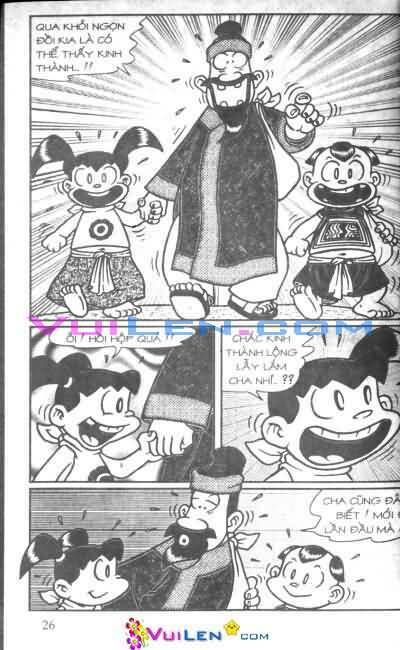 QUA KHỎI NGỌN
ĐỒI KIA LÀ CÓ
THỂ THẤY KINH
THÀNH.. !!
VuiLen.com
ÔI ! HỒI HỘP QUÁ !!
CHẮC KINH
THÀNH LỘNG
LẪY LẮM
CHA NHỈ.. ??
CHA CŨNG
BIẾT ! MỚI
LẦN ĐẦU MÀ
26
VuiLen.com